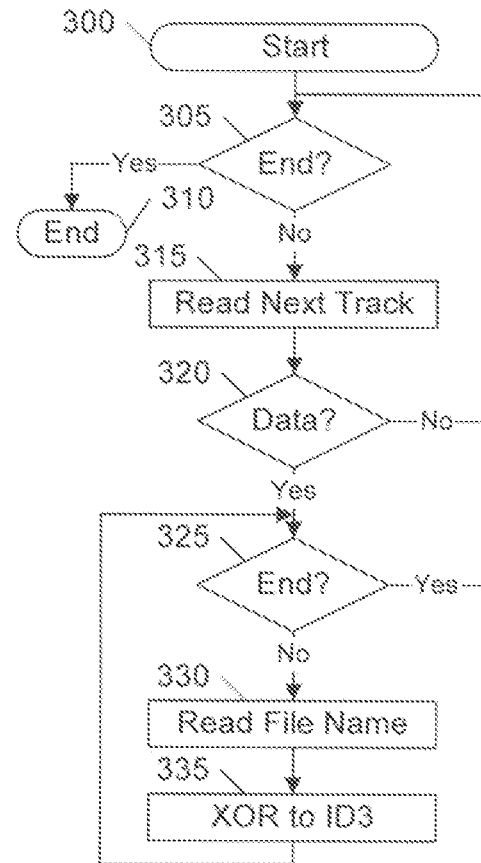 300
Start
305
End?
Yes
310
End
No
315
Read Next Track
320
Data?
No
Yes
325
End?
Yes
No
330
Read File Name
335
XOR to ID3